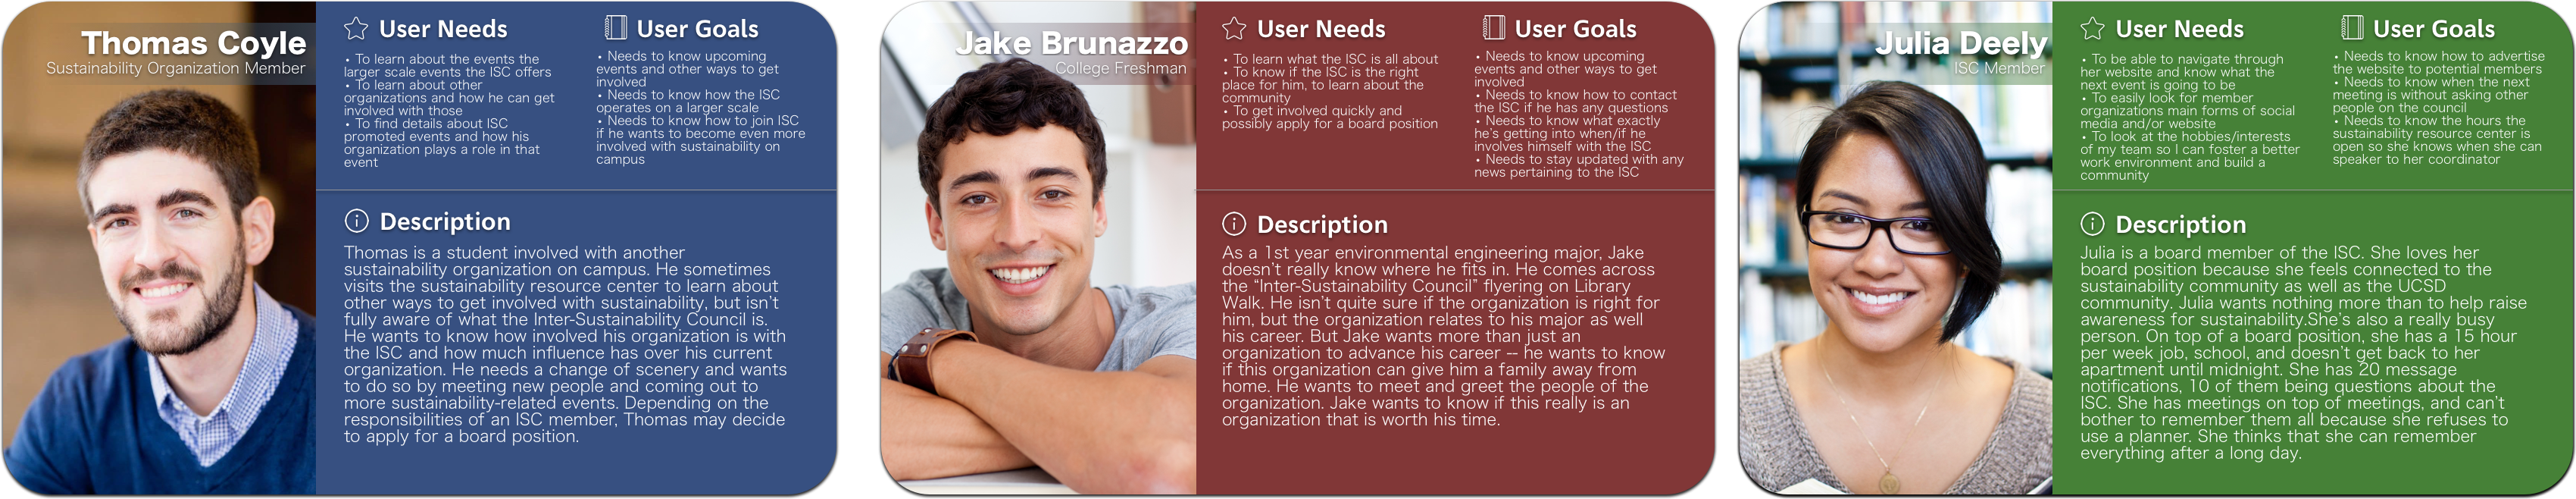 Thomas Coyle
Sustainability Organization Member
User Needs
• To learn about the events the
larger scale events the ISC offers
• To learn about other
organizations and how he can get
involved with those
• To find details about ISC
promoted events and how his
organization plays a role in that
event
User Goals
• Needs to know upcoming
events and other ways to get
involved
• Needs to know how the ISC
operates on a larger scale
• Needs to know how to join ISC
if he wants to become even more
involved with sustainability on
campus
Description
Thomas is a student involved with another
sustainability organization on campus. He sometimes
visits the sustainability resource center to learn about
other ways to get involved with sustainability, but isn't
fully aware of what the Inter-Sustainability Council is.
He wants to know how involved his organization is with
the ISC and how much influence has over his current
organization. He needs a change of scenery and wants
to do so by meeting new people and coming out to
more sustainability-related events. Depending on the
responsibilities of an ISC member, Thomas may decide
to apply for a board position.
Jake Brunazzo
College Freshman
User Needs
• To learn what the ISC is all about
• To know if the ISC is the right
place for him, to learn about the
community
• To get involved quickly and
possibly apply for a board position
User Goals
• Needs to know upcoming
events and other ways to get
involved
• Needs to know how to contact
the ISC if he has any questions
• Needs to know what exactly
he's getting into when/if he
involves himself with the ISC
• Needs to stay updated with any
news pertaining to the ISC
Description
As a 1st year environmental engineering major, Jake
doesn't really know where he fits in. He comes across
the “Inter-Sustainability Council” flyering on Library
Walk. He isn't quite sure if the organization is right for
him, but the organization relates to his major as well
his career. But Jake wants more than just an
organization to advance his career -- he wants to know
if this organization can give him a family away from
home. He wants to meet and greet the people of the
organization. Jake wants to know if this really is an
organization that is worth his time.
Julia Deely
ISC Member
User Needs
• To be able to navigate through
her website and know what the
next event is going to be
• To easily look for member
organizations main forms of social
media and/or website
• To look at the hobbies/interests
of my team so I can foster a better
work environment and build a
community
User Goals
• Needs to know how to advertise
the website to potential members
• Needs to know when the next
meeting is without asking other
people on the council
• Needs to know the hours the
sustainability resource center is
open so she knows when she can
speaker to her coordinator
Description
Julia is a board member of the ISC. She loves her
board position because she feels connected to the
sustainability community as well as the UCSD
community. Julia wants nothing more than to help raise
awareness for sustainability.She's also a really busy
person. On top of a board position, she has a 15 hour
per week job, school, and doesn't get back to her
apartment until midnight. She has 20 message
notifications, 10 of them being questions about the
ISC. She has meetings on top of meetings, and can't
bother to remember them all because she refuses to
use a planner. She thinks that she can remember
everything after a long day.